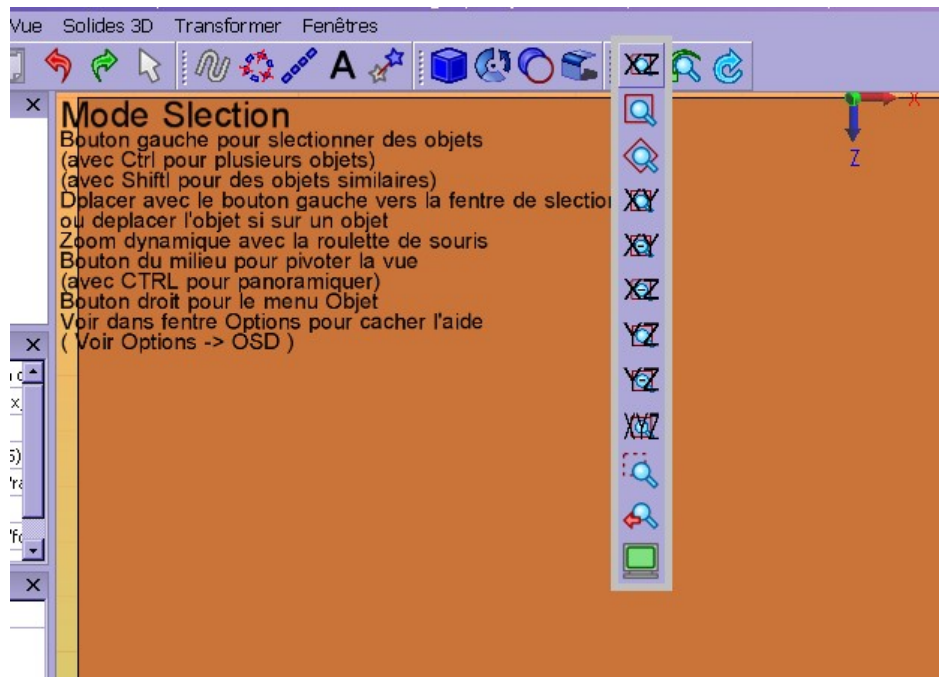 Vue Solides 3D Transformer Fenêtres
A
XZ
Mode Slection
Bouton gauche pour slectionner des objets
(avec Ctrl pour plusieurs objets)
(avec Shiftl pour des objets similaires)
Dplacer avec le bouton gauche vers la fentre de slection
ou deplacer l'objet si sur un objet
Zoom dynamique avec la roulette de souris
Bouton du milieu pour pivoter la vue
(avec CTRL pour panoramiquer)
Bouton droit pour le menu Objet
Voir dans fentre Options pour cacher l'aide
( Voir Options -> OSD )
XY
XY
XZ
YZ
YZ
XYZ
X
Z